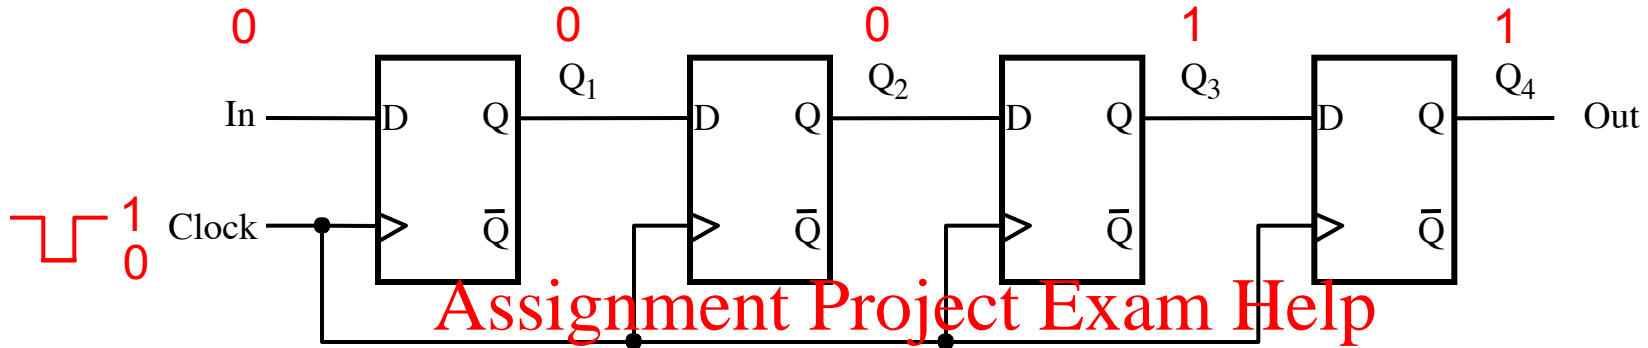 0 0 0 1 1
Q1 Q2 Q3 Q4
In D Q D Q D Q D Q Out
1 Clock Q̅ Q̅ Q̅ Q̅
0
Assignment Project Exam Help